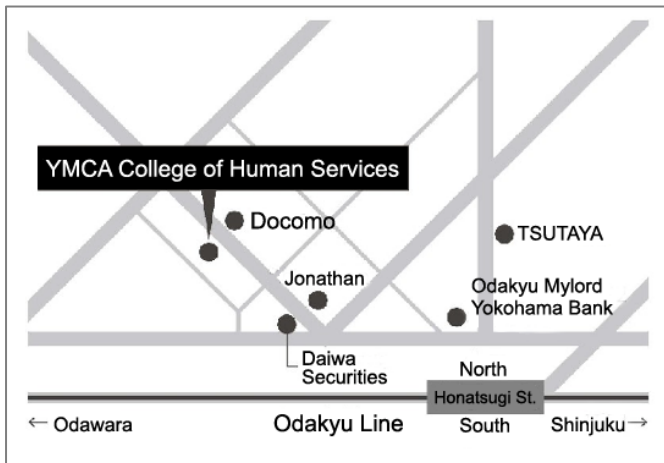 YMCA College of Human Services
Docomo
TSUTAYA
Jonathan
Odakyu Mylord
Yokohama Bank
Daiwa
Securities
North
Honatsugi St.
← Odawara
Odakyu Line
South
Shinjuku →